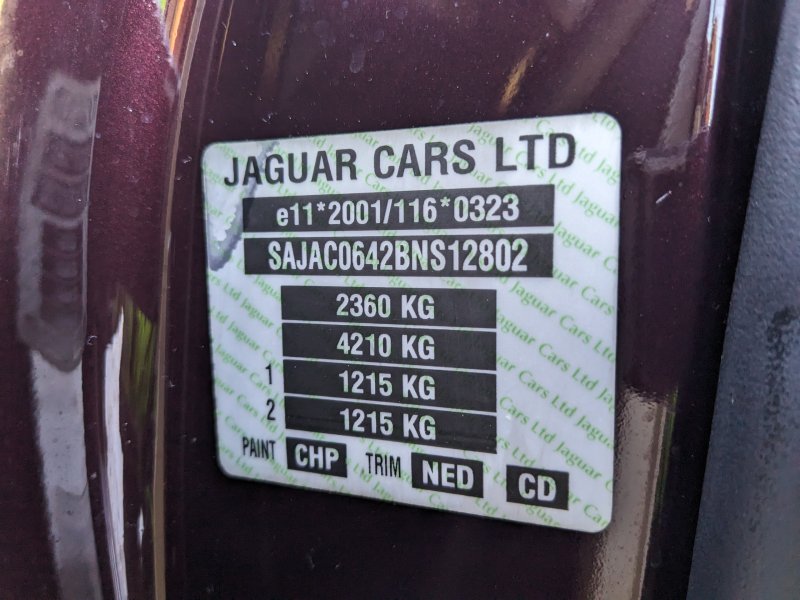 JAGUAR CARS LTD
e11*2001/116*0323
SAJAC0642BNS12802
2360 KG
4210 KG
1 1215 KG
2 1215 KG
PAINT CHP TRIM NED CD